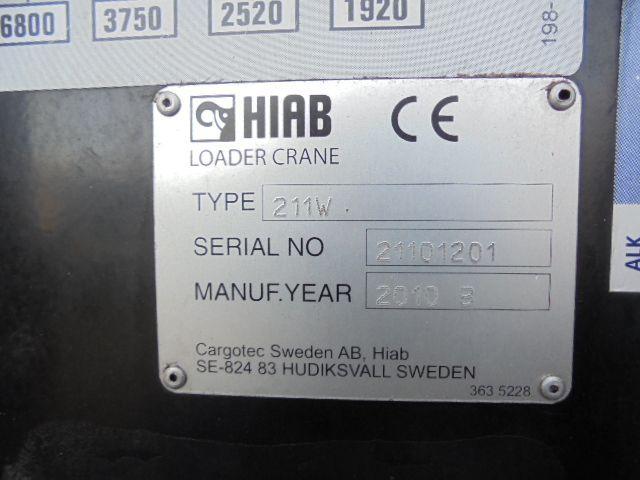 6800 3750 2520 1920
198-
HIAB CE
LOADER CRANE
TYPE 211W .
SERIAL NO 21101201
MANUF.YEAR 2010 B
Cargotec Sweden AB, Hiab
SE-824 83 HUDIKSVALL SWEDEN
363 5228
ALK